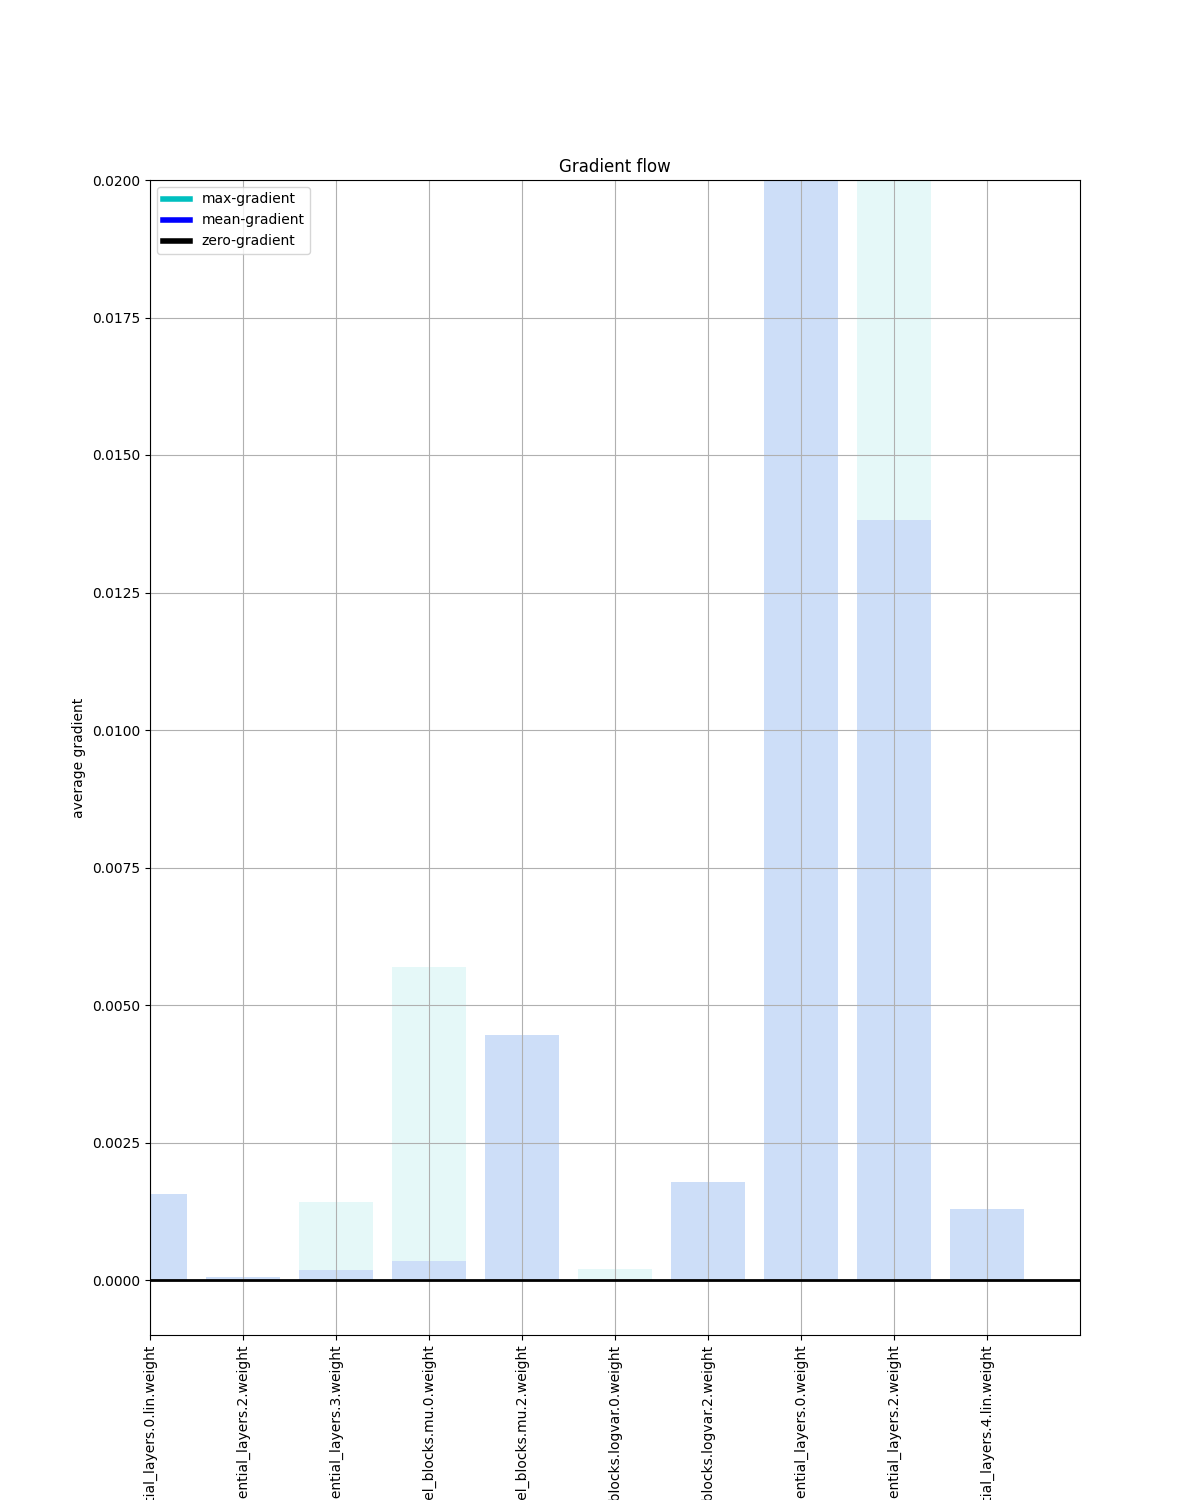 Gradient flow
max-gradient
mean-gradient
zero-gradient
0.0200
0.0175
0.0150
0.0125
0.0100
0.0075
0.0050
0.0025
0.0000
average gradient
tial_layers.0.lin.weight
ential_layers.2.weight
ential_layers.3.weight
el_blocks.mu.0.weight
el_blocks.mu.2.weight
blocks.logvar.0.weight
blocks.logvar.2.weight
ential_layers.0.weight
ential_layers.2.weight
tial_layers.4.lin.weight